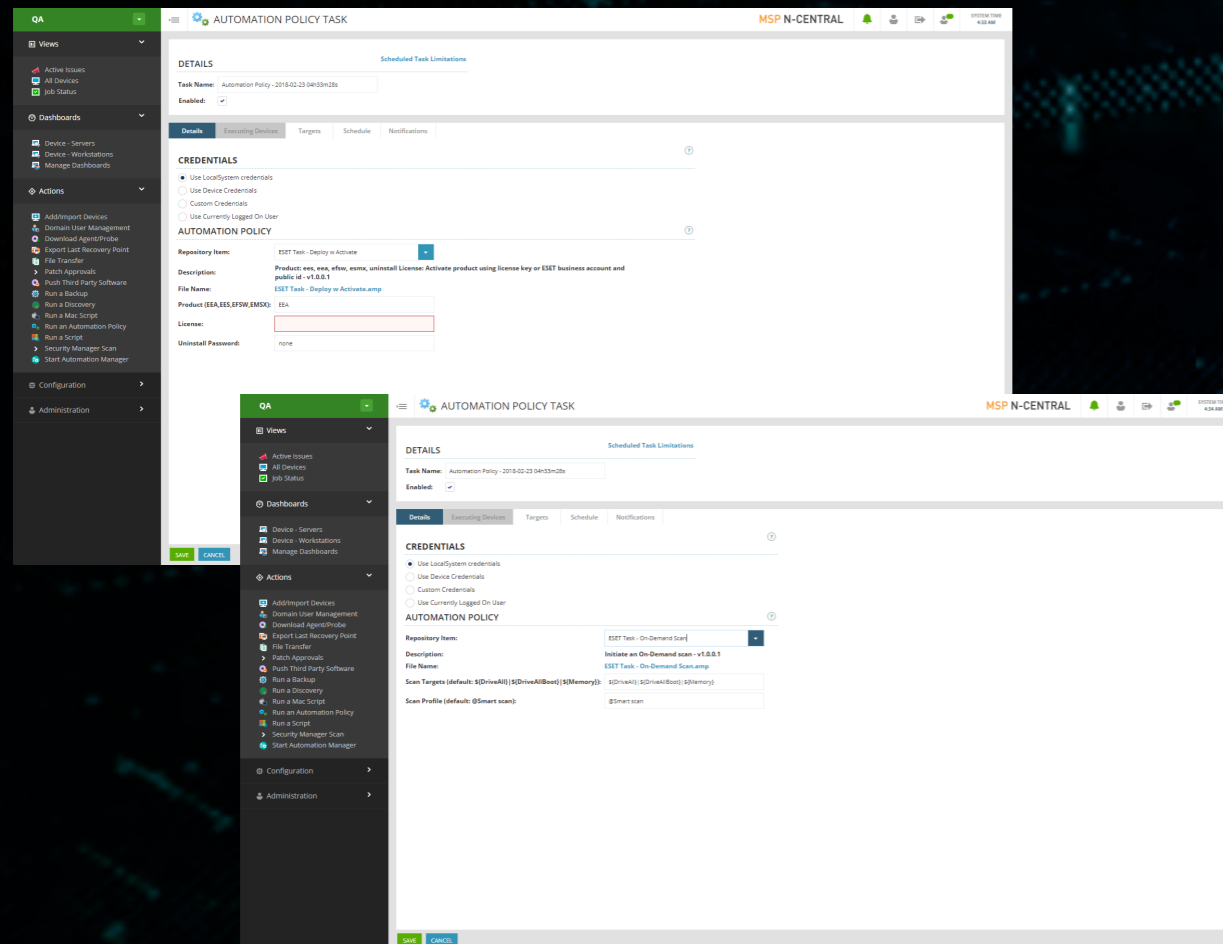 QA
AUTOMATION POLICY TASK
MSP N-CENTRAL
SYSTEM TIME
4:33 AM
Views
Active Issues
All Devices
Job Status
Dashboards
Device - Servers
Device - Workstations
Manage Dashboards
Actions
Add/Import Devices
Domain User Management
Download Agent/Probe
Export Last Recovery Point
File Transfer
Patch Approvals
Push Third Party Software
Run a Backup
Run a Discovery
Run a Mac Script
Run an Automation Policy
Run a Script
Security Manager Scan
Start Automation Manager
Configuration
Administration
DETAILS
Scheduled Task Limitations
Task Name: Automation Policy - 2018-02-23 04h33m28s
Enabled:
Details Executing Devices Targets Schedule Notifications
CREDENTIALS
Use LocalSystem credentials
Use Device Credentials
Custom Credentials
Use Currently Logged On User
AUTOMATION POLICY
Repository Item: ESET Task - Deploy w Activate
Description: Product: ees, eea, efsw, esmx, uninstall License: Activate product using license key or ESET business account and
public id - v1.0.0.1
File Name: ESET Task - Deploy w Activate.amp
Product (EEA,EES,EFSW,EMSX): EEA
License:
Uninstall Password: none
SAVE CANCEL
QA
AUTOMATION POLICY TASK
MSP N-CENTRAL
4:34 AM
Views
Active Issues
All Devices
Job Status
Dashboards
Device - Servers
Device - Workstations
Manage Dashboards
Actions
Add/Import Devices
Domain User Management
Download Agent/Probe
Export Last Recovery Point
File Transfer
Patch Approvals
Push Third Party Software
Run a Backup
Run a Discovery
Run a Mac Script
Run an Automation Policy
Run a Script
Security Manager Scan
Start Automation Manager
Configuration
Administration
DETAILS
Scheduled Task Limitations
Task Name: Automation Policy - 2018-02-23 04h33m28s
Enabled:
Details Executing Devices Targets Schedule Notifications
CREDENTIALS
Use LocalSystem credentials
Use Device Credentials
Custom Credentials
Use Currently Logged On User
AUTOMATION POLICY
Repository Item: ESET Task - On-Demand Scan
Description: Initiate an On-Demand scan - v1.0.0.1
File Name: ESET Task - On-Demand Scan.amp
Scan Targets (default: ${DriveAll}|${DriveAllBoot}|${Memory}): ${DriveAll}|${DriveAllBoot}|${Memory}
Scan Profile (default: @Smart scan): @Smart scan
SAVE CANCEL